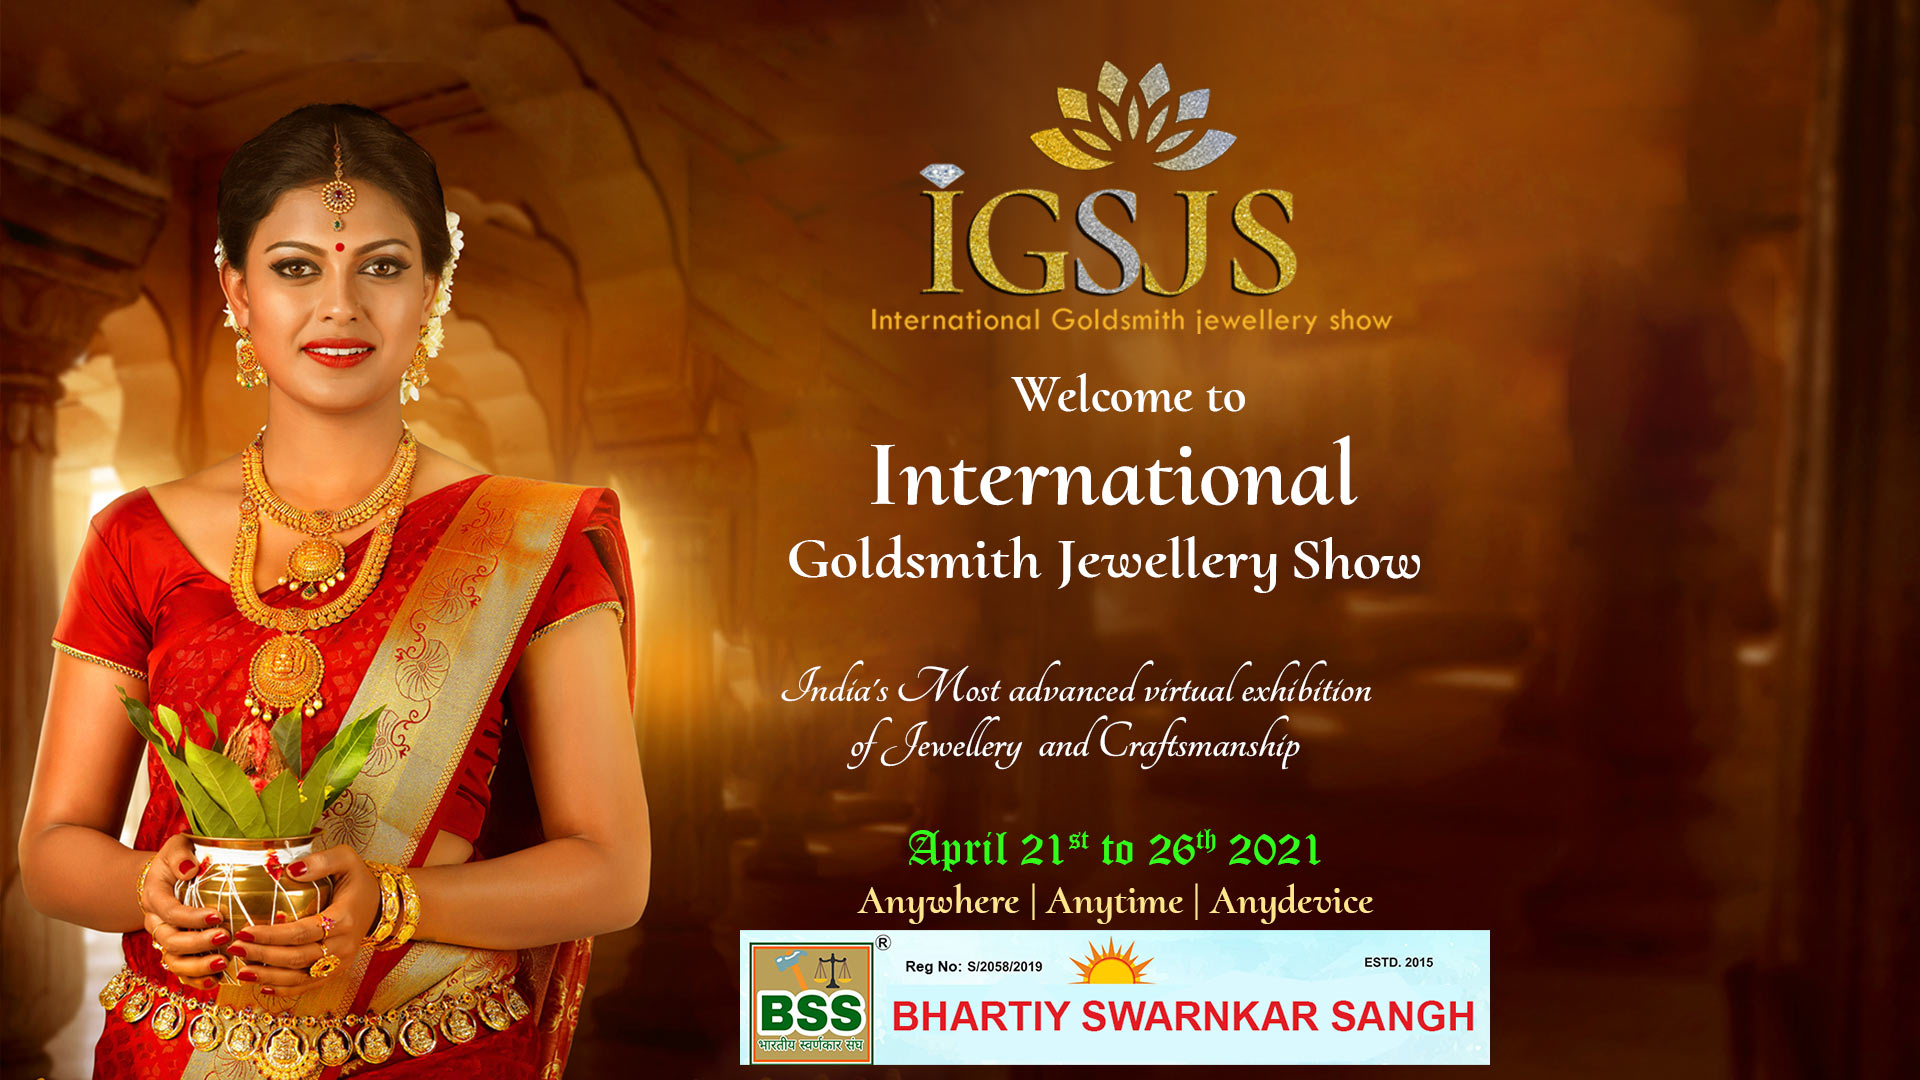 IGSJS
International Goldsmith jewellery show
Welcome to
International
Goldsmith Jewellery Show
India's Most advanced virtual exhibition
of Jewellery and Craftsmanship
April 21st to 26th 2021
Anywhere | Anytime | Anydevice
®
Reg No: S/2058/2019
ESTD. 2015
BSS
भारतीय स्वर्णकार संघ
BHARTIY SWARNKAR SANGH